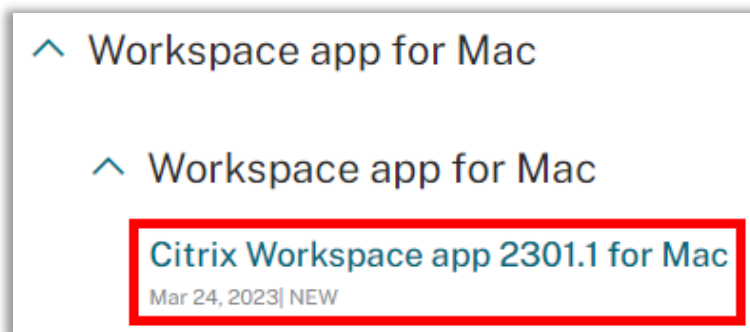 Workspace app for Mac
Workspace app for Mac
Citrix Workspace app 2301.1 for Mac
Mar 24, 2023| NEW